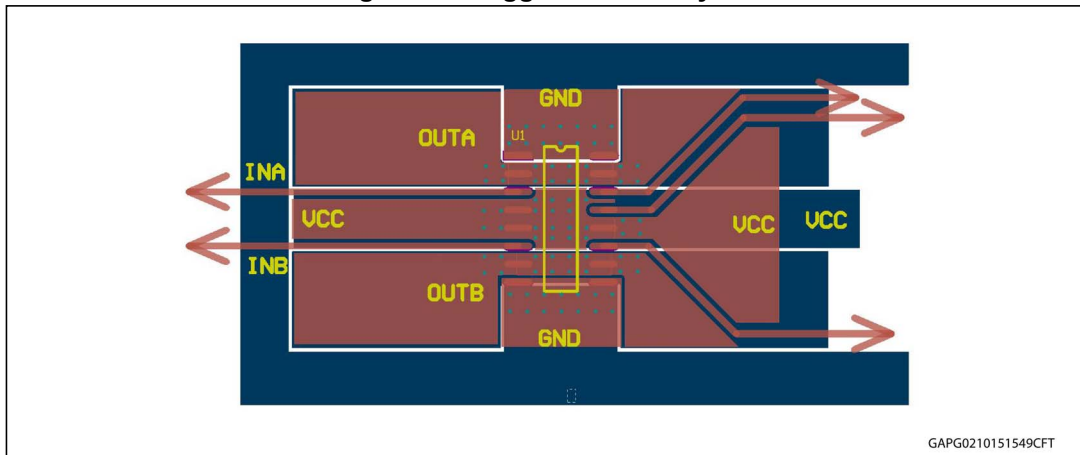 GND
U1
OUTA
INA
VCC
VCC
VCC
INB
OUTB
GND
GAPG0210151549CFT